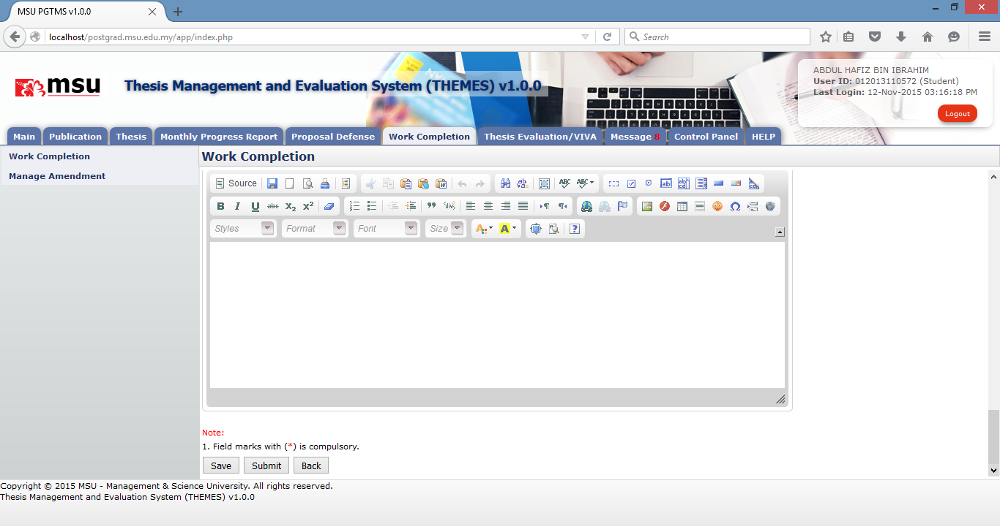 MSU PGTMS v1.0.0
localhost/postgrad.msu.edu.my/app/index.php
Search
msu
Thesis Management and Evaluation System (THEMES) v1.0.0
ABDUL HAFIZ BIN IBRAHIM
User ID: 012013110572 (Student)
Last Login: 12-Nov-2015 03:16:18 PM
Logout
Main Publication Thesis Monthly Progress Report Proposal Defense Work Completion Thesis Evaluation/VIVA Message 8 Control Panel HELP
Work Completion
Manage Amendment
Work Completion
Source
Styles Format Font Size
Note:
1. Field marks with (*) is compulsory.
Save Submit Back
Copyright © 2015 MSU - Management & Science University. All rights reserved.
Thesis Management and Evaluation System (THEMES) v1.0.0